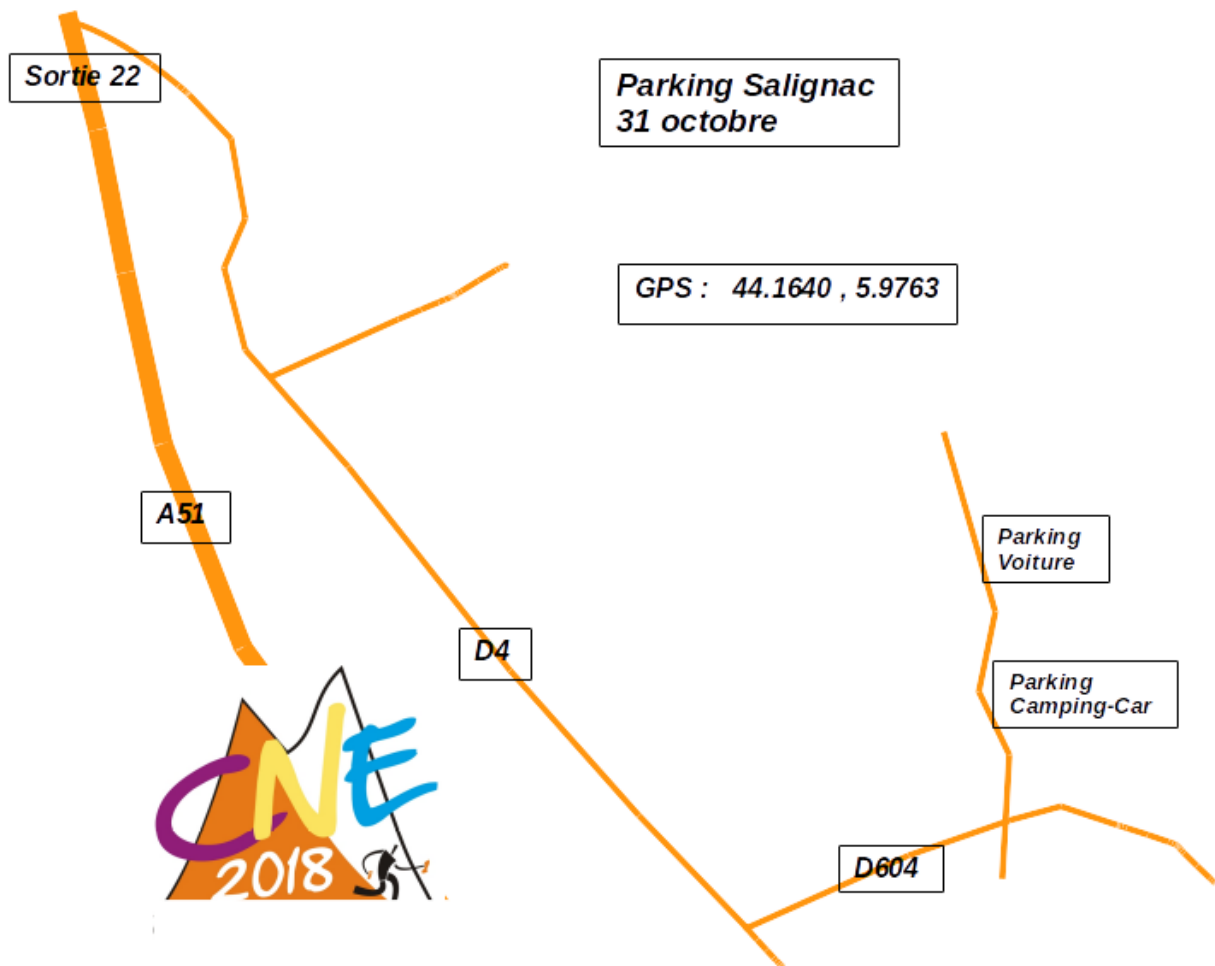 Sortie 22
Parking Salignac
31 octobre
GPS : 44.1640 , 5.9763
A51
Parking
Voiture
D4
Parking
Camping-Car
CNE
2018
D604